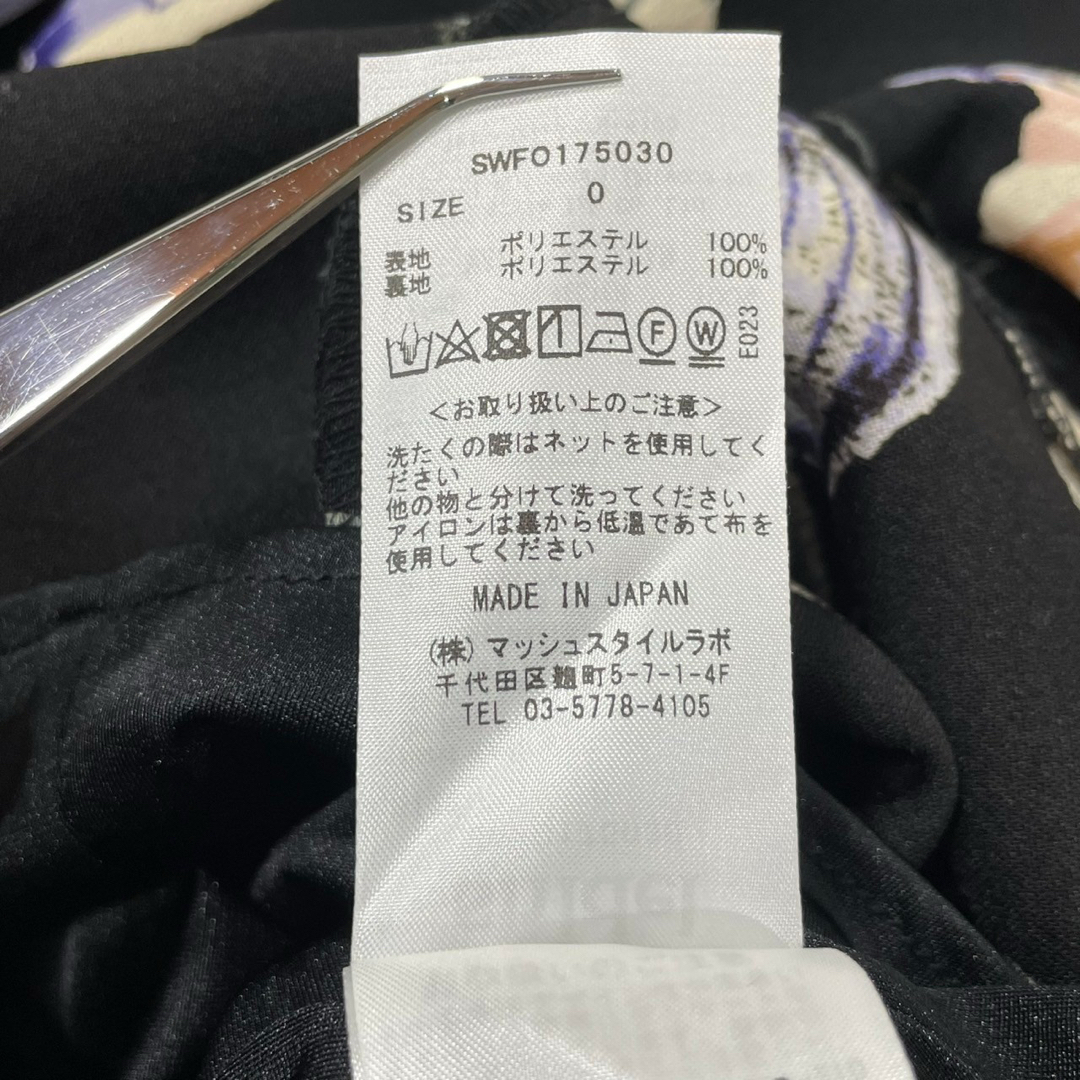 SWFO175030
SIZE 0
表地 ポリエステル 100%
裏地 ポリエステル 100%
F W E023
<お取り扱い上のご注意>
洗たくの際はネットを使用してく
ださい
他の物と分けて洗ってください
アイロンは裏から低温であて布を
使用してください
MADE IN JAPAN
(株) マッシュスタイルラボ
千代田区麹町5-7-1-4F
TEL 03-5778-4105